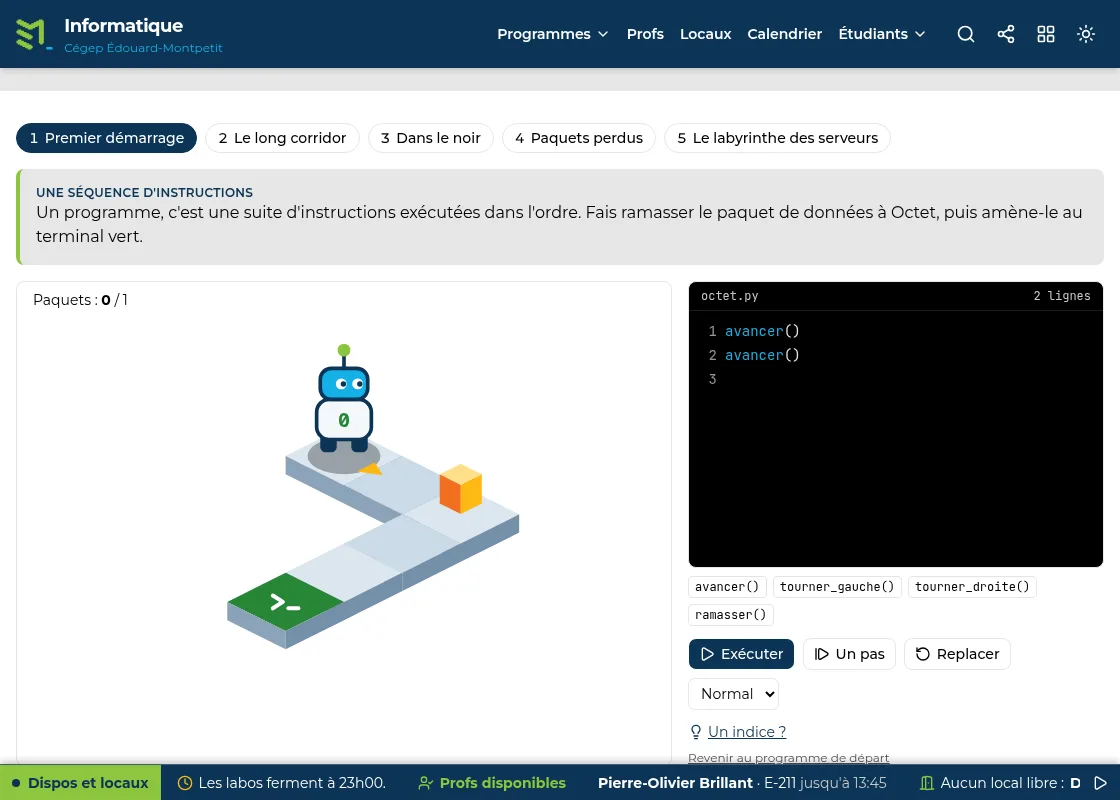 Informatique
Cégep Édouard-Montpetit
Programmes Profs Locaux Calendrier Étudiants
1 Premier démarrage 2 Le long corridor 3 Dans le noir 4 Paquets perdus 5 Le labyrinthe des serveurs
UNE SÉQUENCE D'INSTRUCTIONS
Un programme, c'est une suite d'instructions exécutées dans l'ordre. Fais ramasser le paquet de données à Octet, puis amène-le au
terminal vert.
Paquets : 0 / 1
0
>_
octet.py 2 lignes
1 avancer()
2 avancer()
3
avancer() tourner_gauche() tourner_droite()
ramasser()
Exécuter Un pas Replacer
Normal
Un indice ?
Revenir au programme de départ
Dispos et locaux Les labos ferment à 23h00. Profs disponibles Pierre-Olivier Brillant · E-211 jusqu'à 13:45 Aucun local libre : D